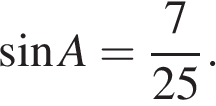 sin A = 7/25.